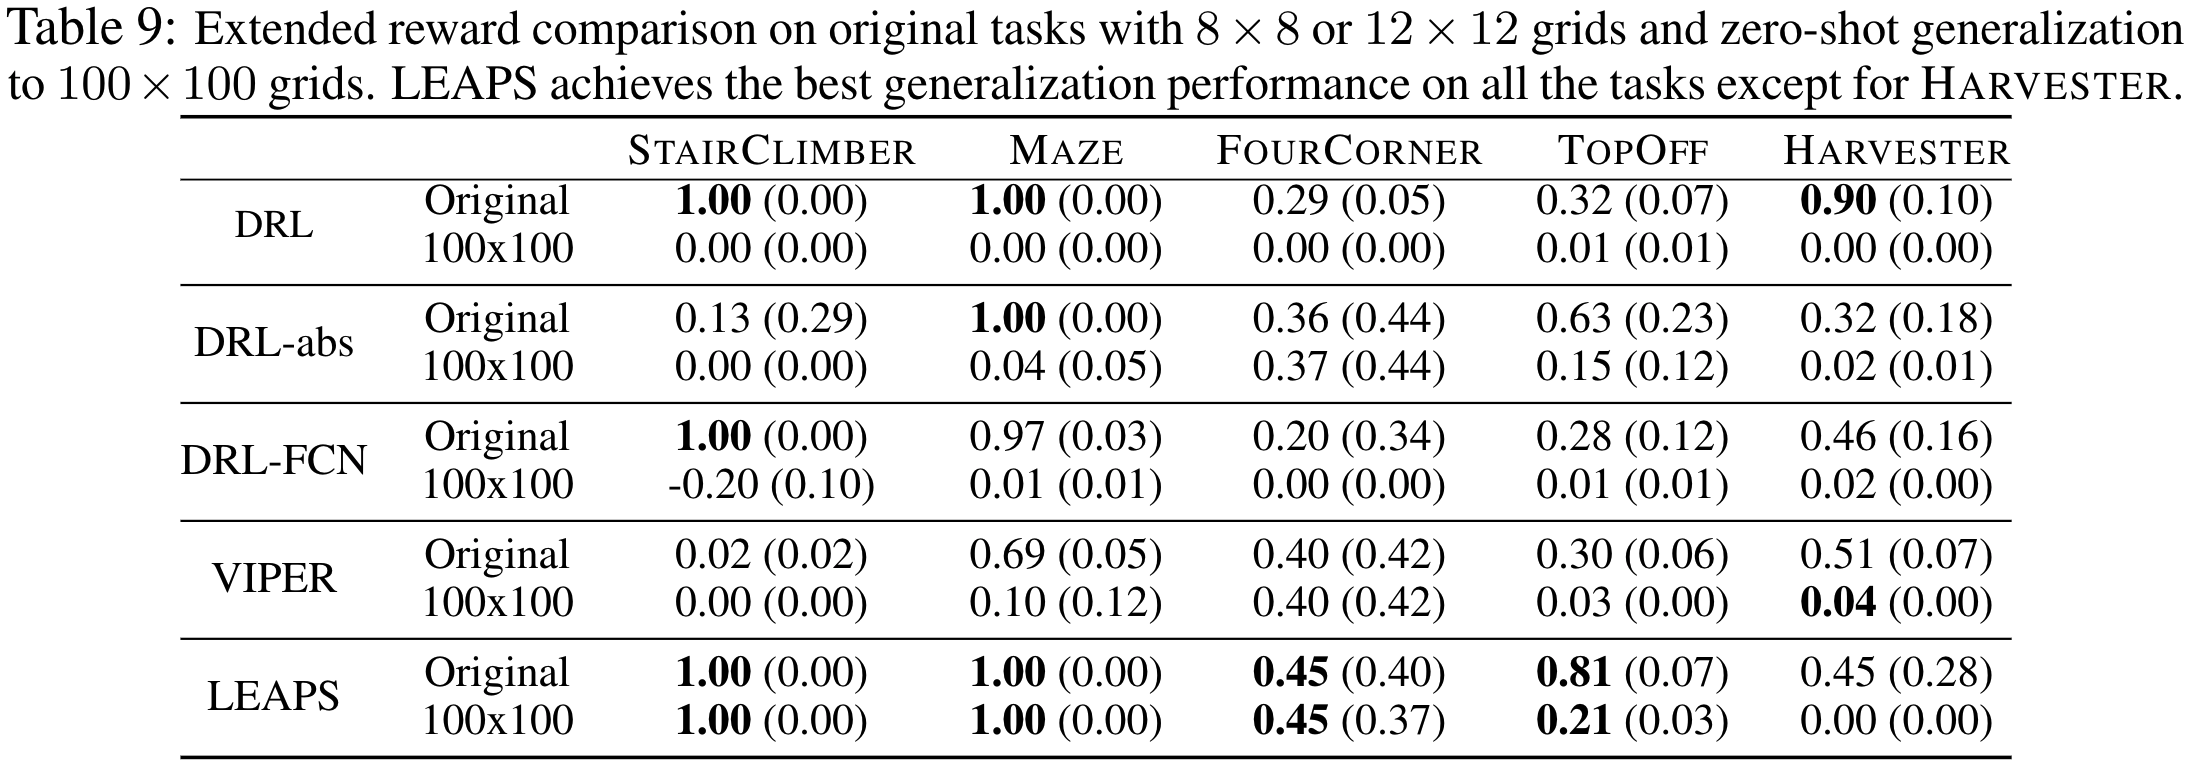 Table 9: Extended reward comparison on original tasks with 8 × 8 or 12 × 12 grids and zero-shot generalization
to 100 × 100 grids. LEAPS achieves the best generalization performance on all the tasks except for HARVESTER.
STAIRCLIMBER MAZE FOURCORNER TOPOFF HARVESTER
DRL
Original 1.00 (0.00) 1.00 (0.00) 0.29 (0.05) 0.32 (0.07) 0.90 (0.10)
100x100 0.00 (0.00) 0.00 (0.00) 0.00 (0.00) 0.01 (0.01) 0.00 (0.00)
DRL-abs
Original 0.13 (0.29) 1.00 (0.00) 0.36 (0.44) 0.63 (0.23) 0.32 (0.18)
100x100 0.00 (0.00) 0.04 (0.05) 0.37 (0.44) 0.15 (0.12) 0.02 (0.01)
DRL-FCN
Original 1.00 (0.00) 0.97 (0.03) 0.20 (0.34) 0.28 (0.12) 0.46 (0.16)
100x100 -0.20 (0.10) 0.01 (0.01) 0.00 (0.00) 0.01 (0.01) 0.02 (0.00)
VIPER
Original 0.02 (0.02) 0.69 (0.05) 0.40 (0.42) 0.30 (0.06) 0.51 (0.07)
100x100 0.00 (0.00) 0.10 (0.12) 0.40 (0.42) 0.03 (0.00) 0.04 (0.00)
LEAPS
Original 1.00 (0.00) 1.00 (0.00) 0.45 (0.40) 0.81 (0.07) 0.45 (0.28)
100x100 1.00 (0.00) 1.00 (0.00) 0.45 (0.37) 0.21 (0.03) 0.00 (0.00)